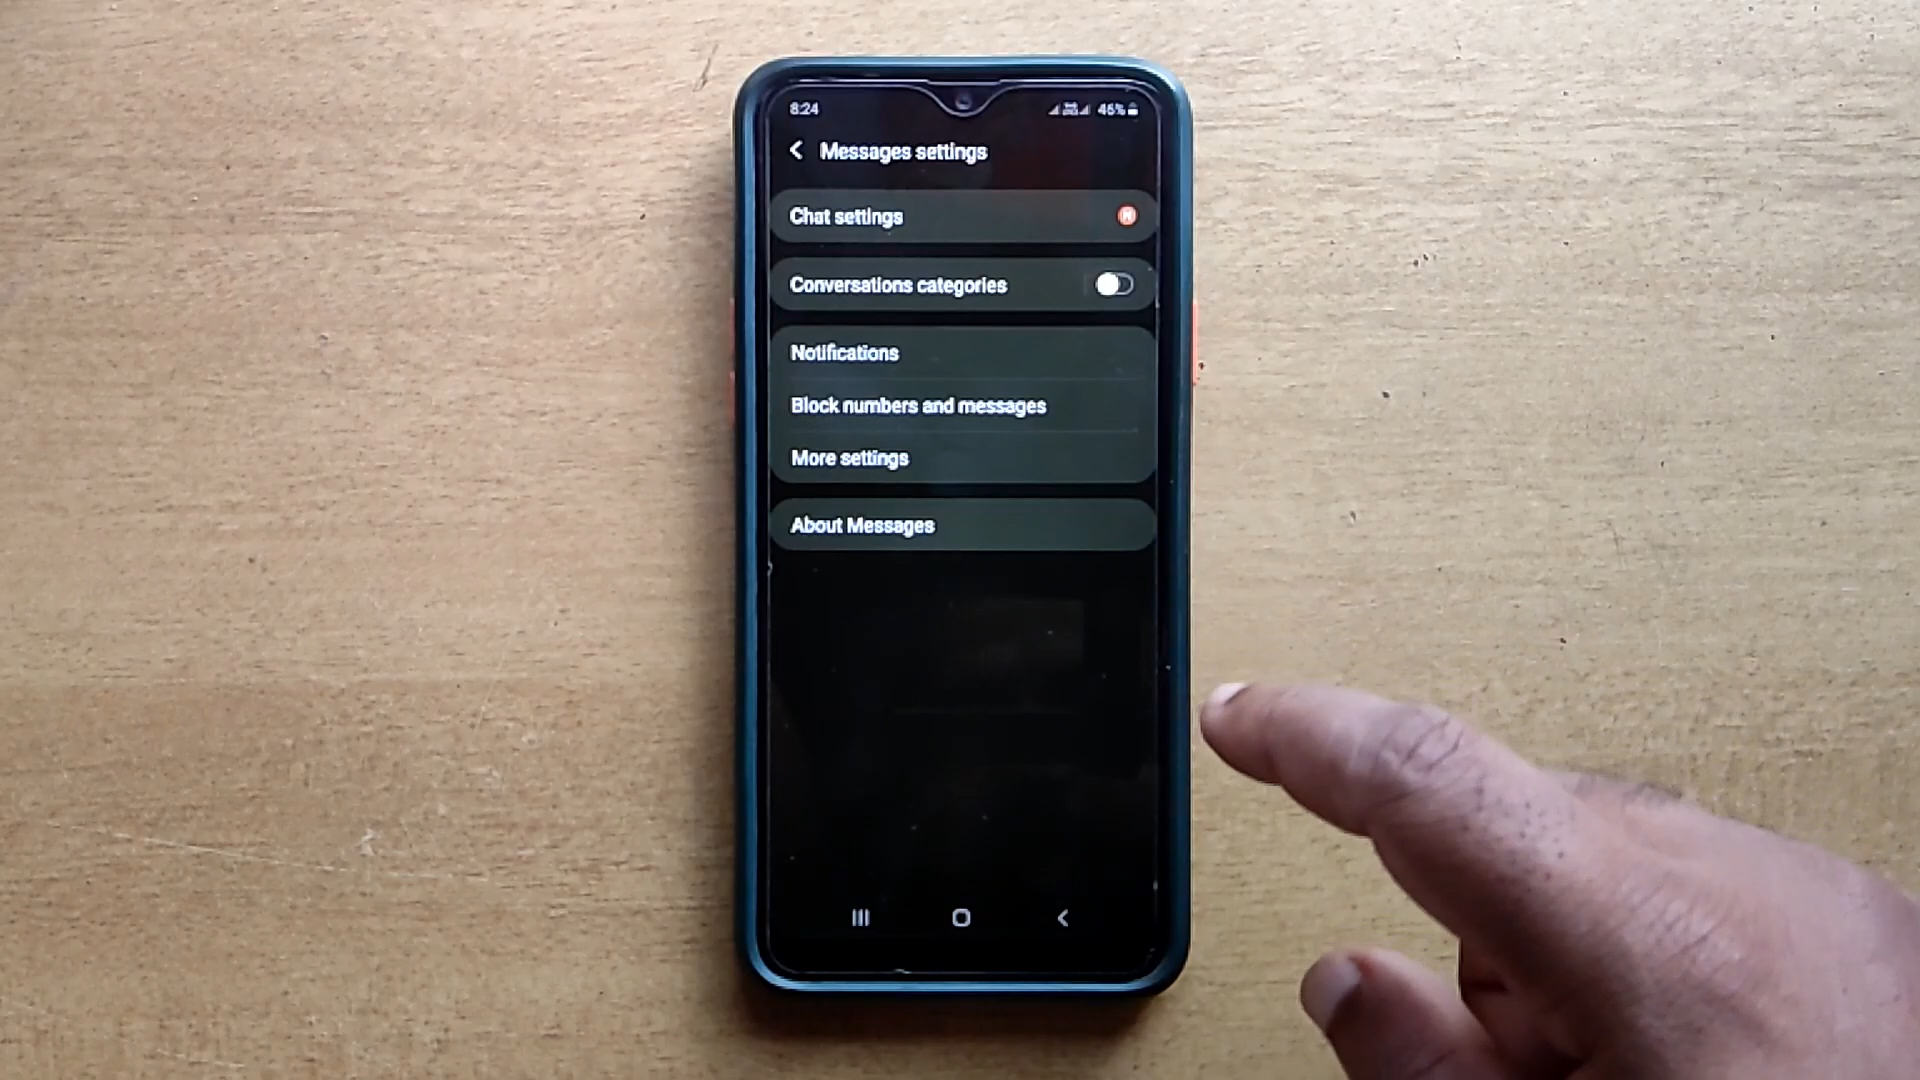 8:24
46%
Messages settings
Chat settings
N
Conversations categories
Notifications
Block numbers and messages
More settings
About Messages